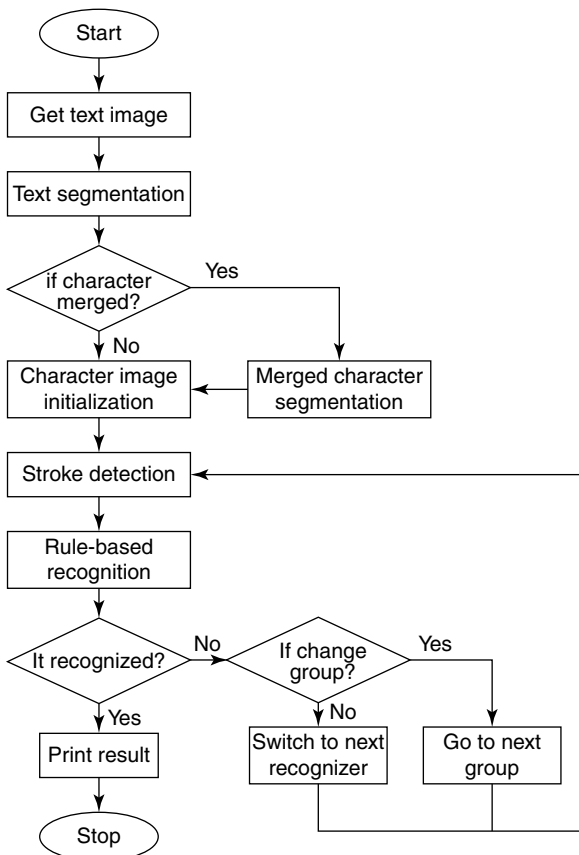 Start
Get text image
Text segmentation
if character
merged?
Yes
No
Character image
initialization
Merged character
segmentation
Stroke detection
Rule-based
recognition
It recognized?
No
If change
group?
Yes
Yes
No
Print result
Switch to next
recognizer
Go to next
group
Stop